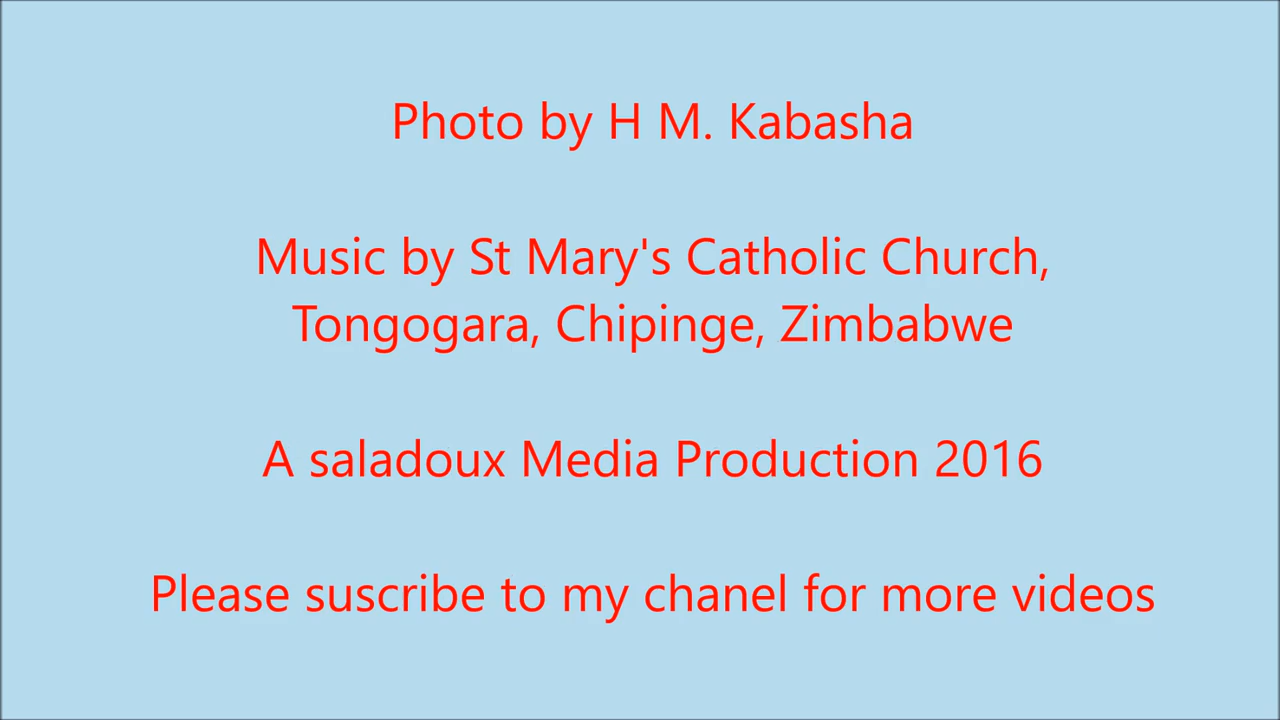 Photo by H M. Kabasha
Music by St Mary's Catholic Church,
Tongogara, Chipinge, Zimbabwe
A saladoux Media Production 2016
Please suscribe to my chanel for more videos